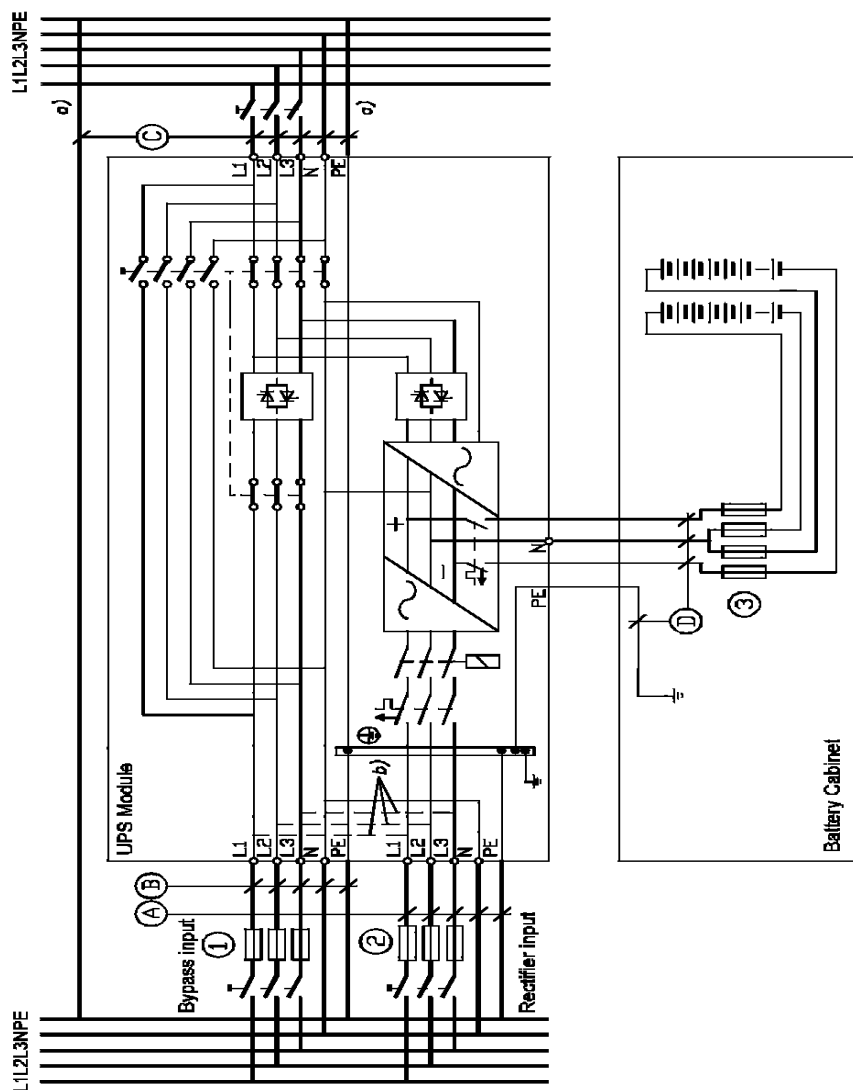 L1L2L3NPE
a)
a)
C
L1
L2
L3
N
PE
N
PE
D
3
b)
UPS Module
L1
L2
L3
N
PE
L1
L2
L3
N
PE
A
B
1
2
Bypass input
Rectifier input
Battery Cabinet
L1L2L3NPE